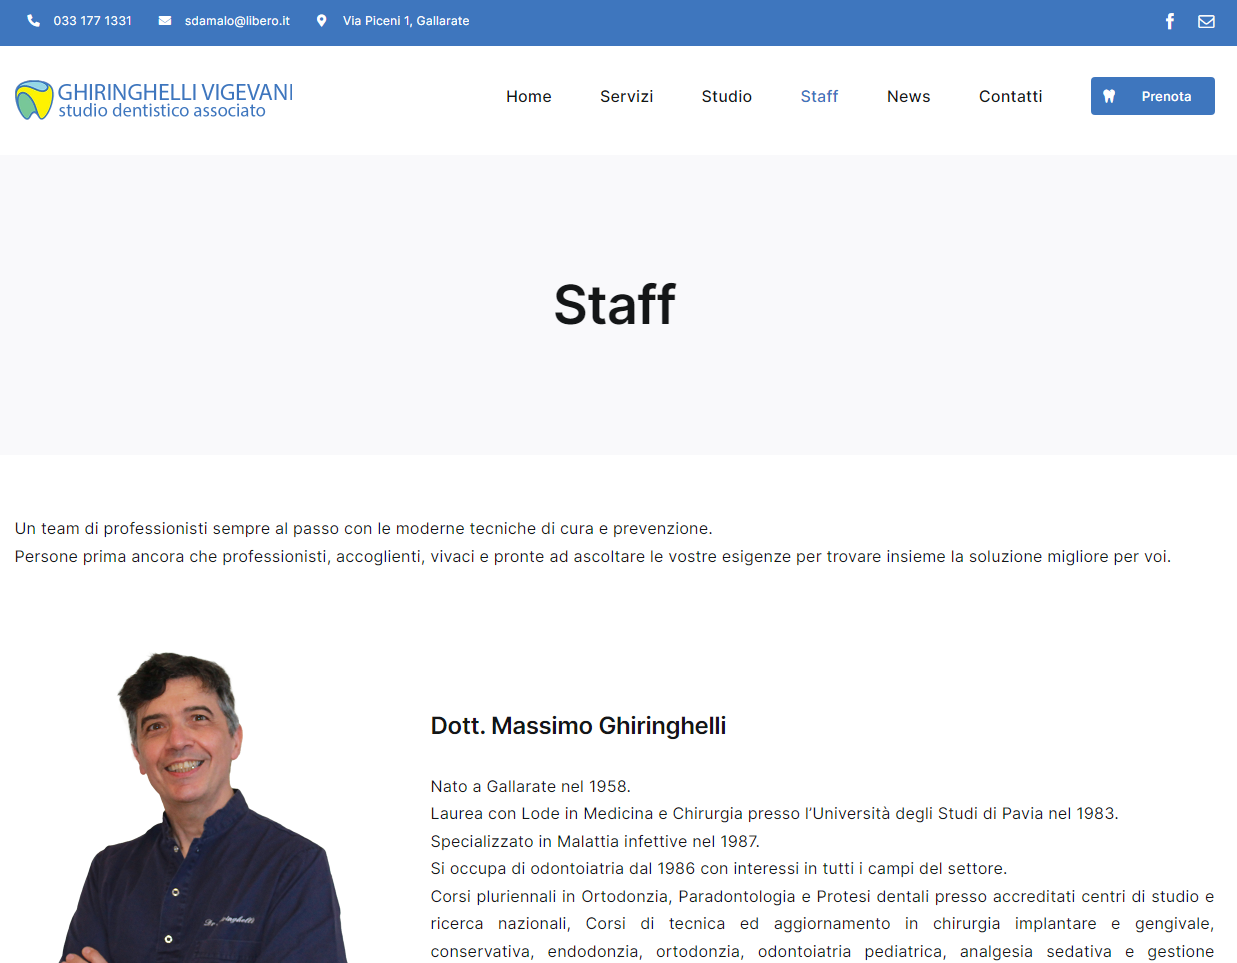 033 177 1331 sdamalo@libero.it Via Piceni 1, Gallarate
GHIRINGHELLI VIGEVANI
studio dentistico associato
Home Servizi Studio Staff News Contatti Prenota
Staff
Un team di professionisti sempre al passo con le moderne tecniche di cura e prevenzione.
Persone prima ancora che professionisti, accoglienti, vivaci e pronte ad ascoltare le vostre esigenze per trovare insieme la soluzione migliore per voi.
Dott. Massimo Ghiringhelli
Nato a Gallarate nel 1958.
Laurea con Lode in Medicina e Chirurgia presso l’Università degli Studi di Pavia nel 1983.
Specializzato in Malattia infettive nel 1987.
Si occupa di odontoiatria dal 1986 con interessi in tutti i campi del settore.
Corsi pluriennali in Ortodonzia, Paradontologia e Protesi dentali presso accreditati centri di studio e
ricerca nazionali, Corsi di tecnica ed aggiornamento in chirurgia implantare e gengivale,
conservativa, endodonzia, ortodonzia, odontoiatria pediatrica, analgesia sedativa e gestione